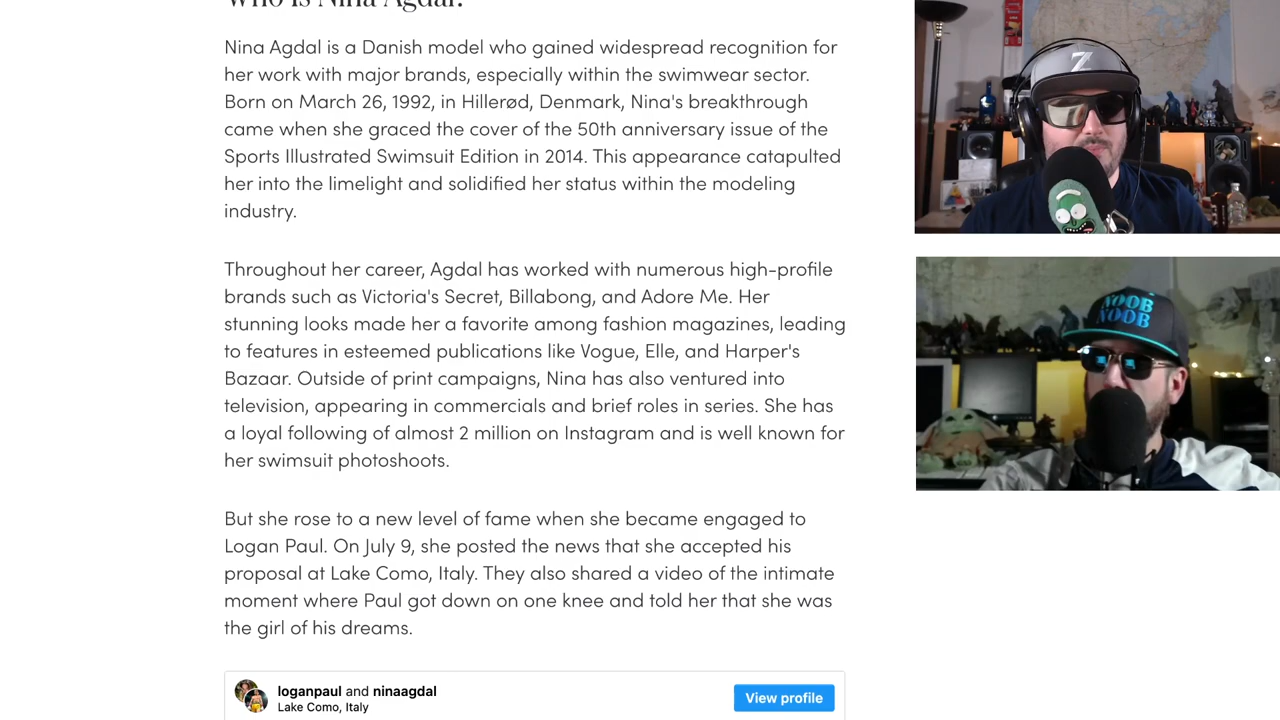 Who is Nina Agdal?
Nina Agdal is a Danish model who gained widespread recognition for
her work with major brands, especially within the swimwear sector.
Born on March 26, 1992, in Hillerød, Denmark, Nina's breakthrough
came when she graced the cover of the 50th anniversary issue of the
Sports Illustrated Swimsuit Edition in 2014. This appearance catapulted
her into the limelight and solidified her status within the modeling
industry.
Throughout her career, Agdal has worked with numerous high-profile
brands such as Victoria's Secret, Billabong, and Adore Me. Her
stunning looks made her a favorite among fashion magazines, leading
to features in esteemed publications like Vogue, Elle, and Harper's
Bazaar. Outside of print campaigns, Nina has also ventured into
television, appearing in commercials and brief roles in series. She has
a loyal following of almost 2 million on Instagram and is well known for
her swimsuit photoshoots.
But she rose to a new level of fame when she became engaged to
Logan Paul. On July 9, she posted the news that she accepted his
proposal at Lake Como, Italy. They also shared a video of the intimate
moment where Paul got down on one knee and told her that she was
the girl of his dreams.
loganpaul and ninaagdal
Lake Como, Italy
View profile
Z
NOOB
NOOB